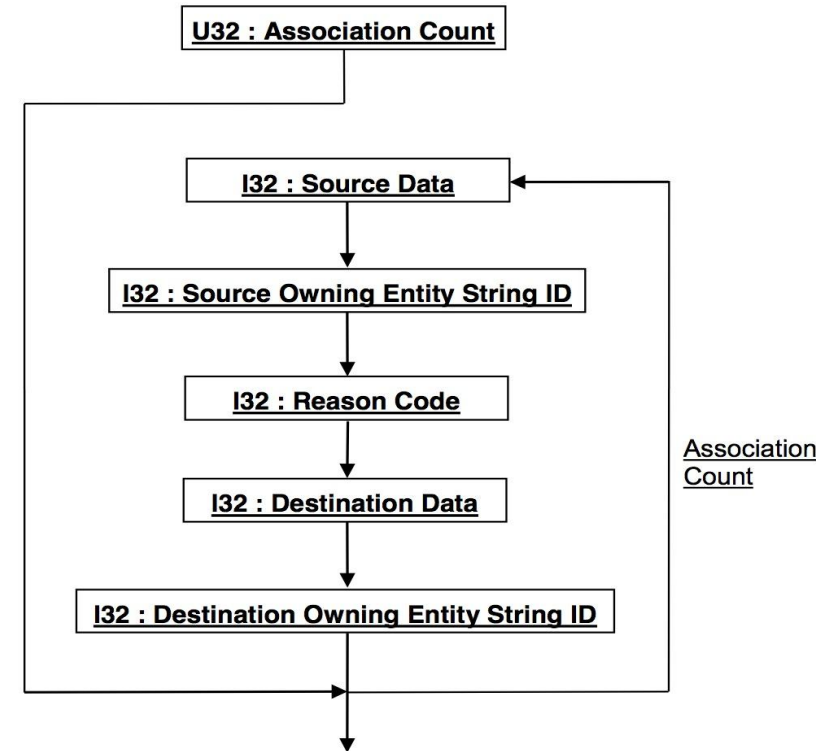 U32 : Association Count
I32 : Source Data
I32 : Source Owning Entity String ID
I32 : Reason Code
Association
Count
I32 : Destination Data
I32 : Destination Owning Entity String ID